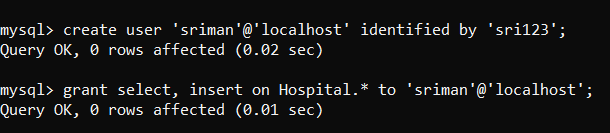 mysql> create user 'sriman'@'localhost' identified by 'sri123';
Query OK, 0 rows affected (0.02 sec)
mysql> grant select, insert on Hospital.* to 'sriman'@'localhost';
Query OK, 0 rows affected (0.01 sec)